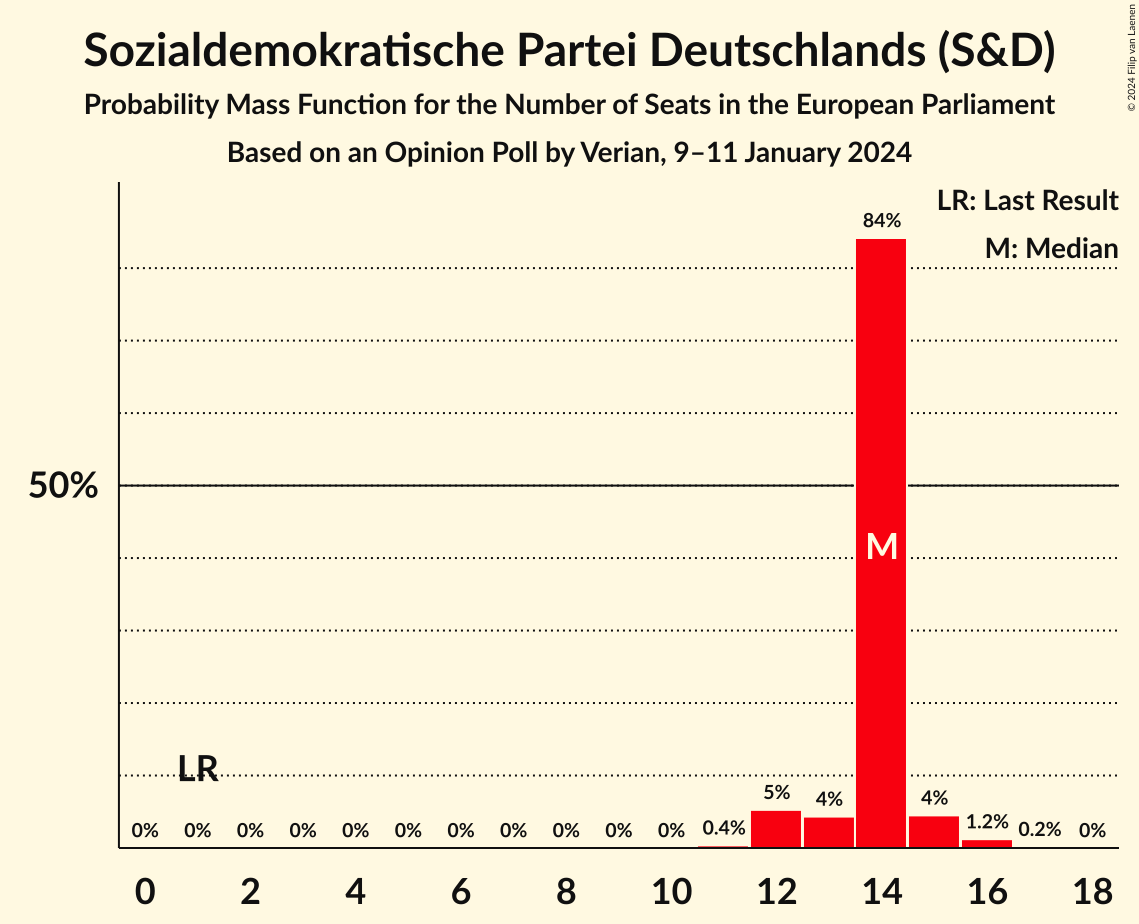 Sozialdemokratische Partei Deutschlands (S&D)
Probability Mass Function for the Number of Seats in the European Parliament
Based on an Opinion Poll by Verian, 9–11 January 2024
© 2024 Filip van Laenen
LR: Last Result
M: Median
84%
50%
M
LR
5%
4%
4%
0% 0% 0% 0% 0% 0% 0% 0% 0% 0% 0% 0.4% 1.2% 0.2% 0%
0 2 4 6 8 10 12 14 16 18